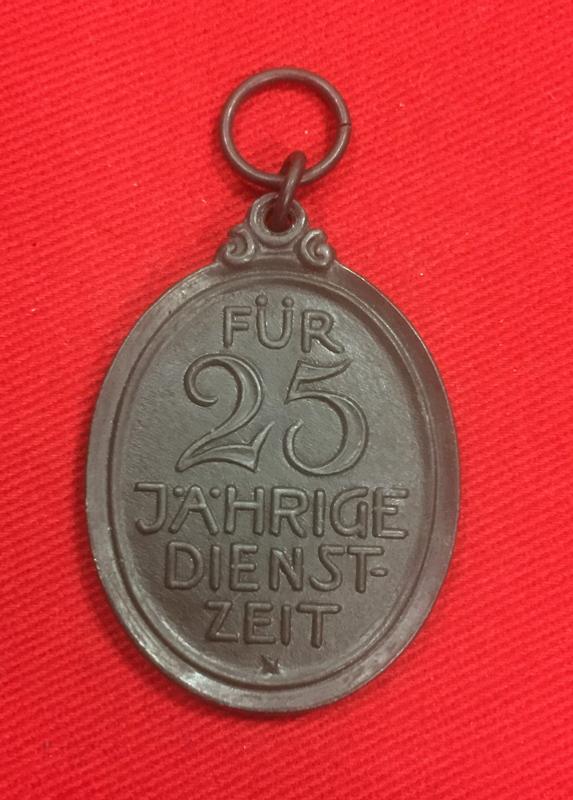 FÜR
25
JÄHRIGE
DIENST-
ZEIT